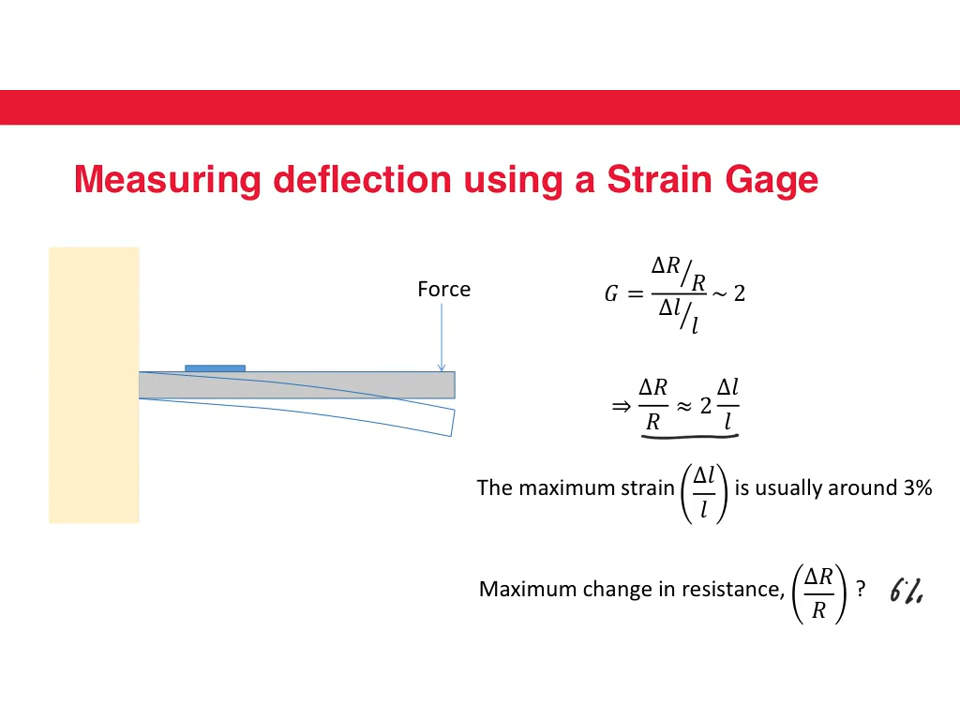 Measuring deflection using a Strain Gage
Force
G = (ΔR/R)/(Δl/l) ~ 2
⇒ ΔR/R ≈ 2 Δl/l
The maximum strain (Δl/l) is usually around 3%
Maximum change in resistance, (ΔR/R) ? 6%